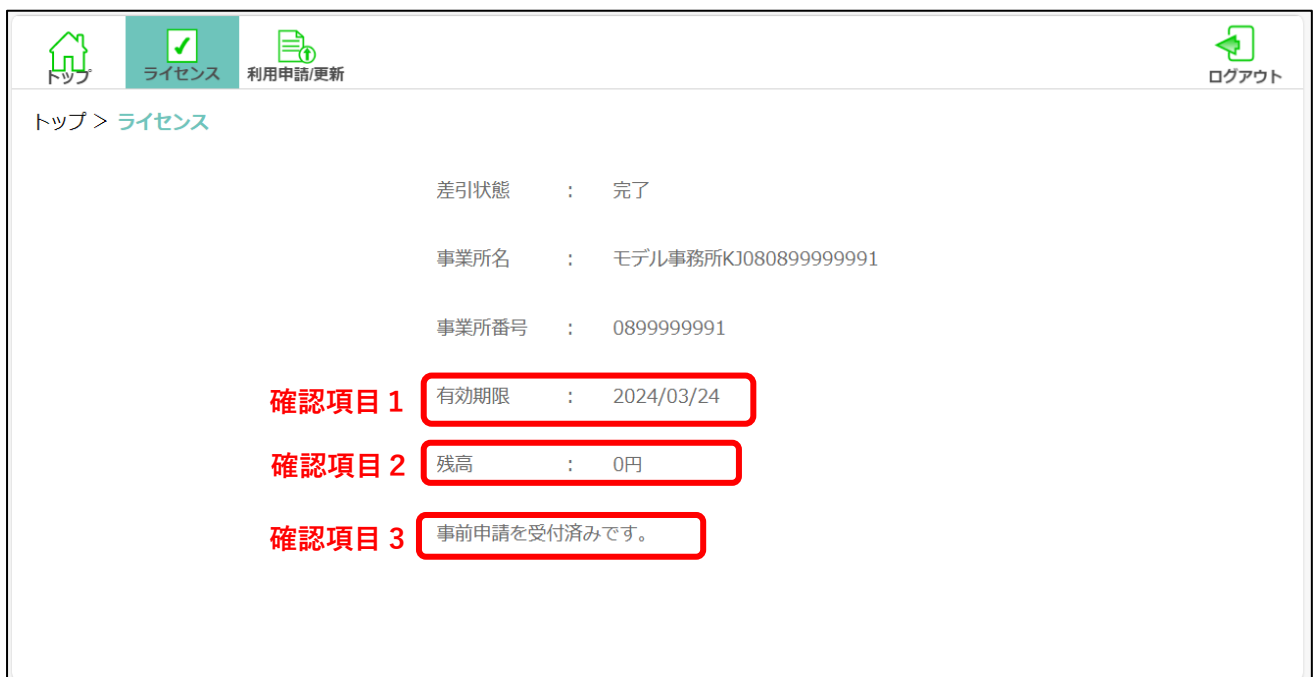 トップ ライセンス 利用申請/更新 ログアウト
トップ > ライセンス
差引状態 : 完了
事業所名 : モデル事務所KJ080899999991
事業所番号 : 0899999991
確認項目1 有効期限 : 2024/03/24
確認項目2 残高 : 0円
確認項目3 事前申請を受付済みです。